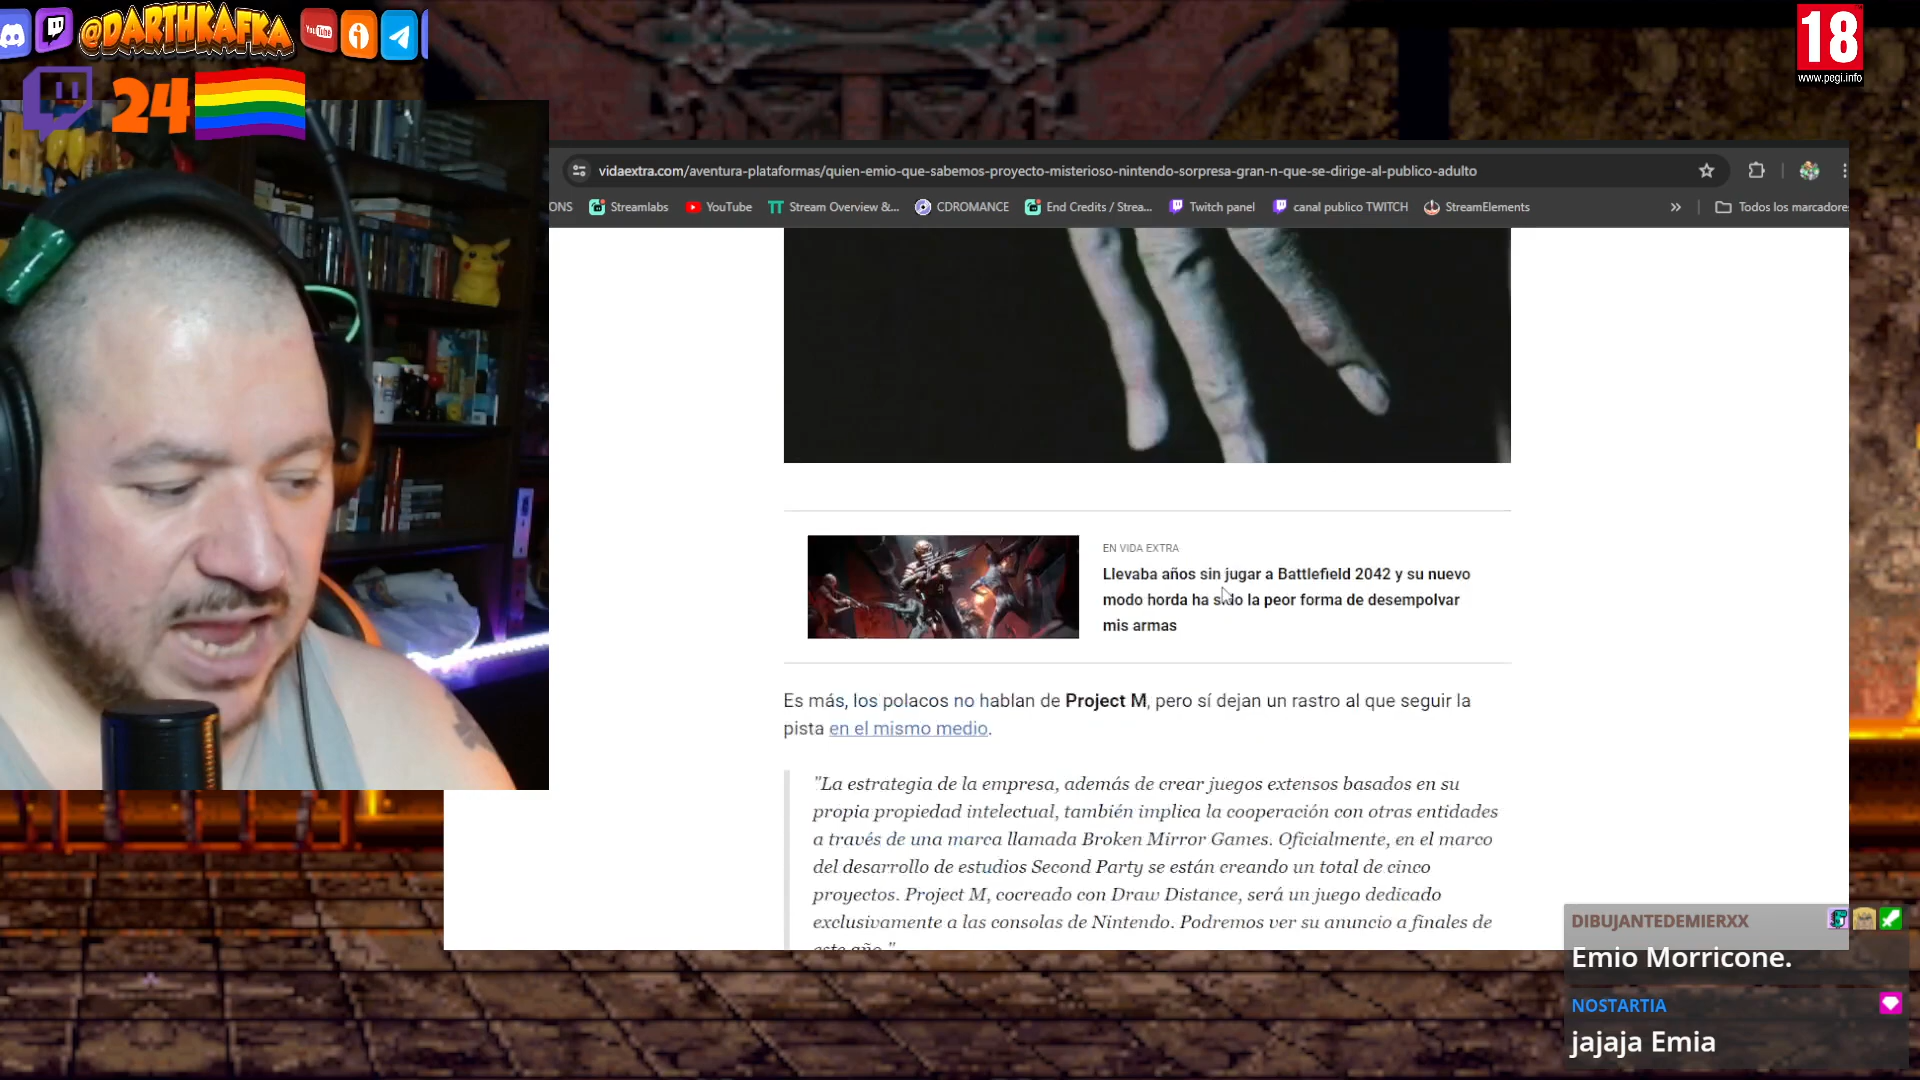 @DARTHKAFKA
YouTube
24
18
www.pegi.info
vidaextra.com/aventura-plataformas/quien-emio-que-sabemos-proyecto-misterioso-nintendo-sorpresa-gran-n-que-se-dirige-al-publico-adulto
ONS
Streamlabs
YouTube
Stream Overview &...
CDROMANCE
End Credits / Strea...
Twitch panel
canal publico TWITCH
StreamElements
»
Todos los marcadore
EN VIDA EXTRA
Llevaba años sin jugar a Battlefield 2042 y su nuevo
modo horda ha sido la peor forma de desempolvar
mis armas
Es más, los polacos no hablan de Project M, pero sí dejan un rastro al que seguir la
pista en el mismo medio.
"La estrategia de la empresa, además de crear juegos extensos basados en su
propia propiedad intelectual, también implica la cooperación con otras entidades
a través de una marca llamada Broken Mirror Games. Oficialmente, en el marco
del desarrollo de estudios Second Party se están creando un total de cinco
proyectos. Project M, cocreado con Draw Distance, será un juego dedicado
exclusivamente a las consolas de Nintendo. Podremos ver su anuncio a finales de
este año."
DIBUJANTEDEMIERXX
Emio Morricone.
NOSTARTIA
jajaja Emia